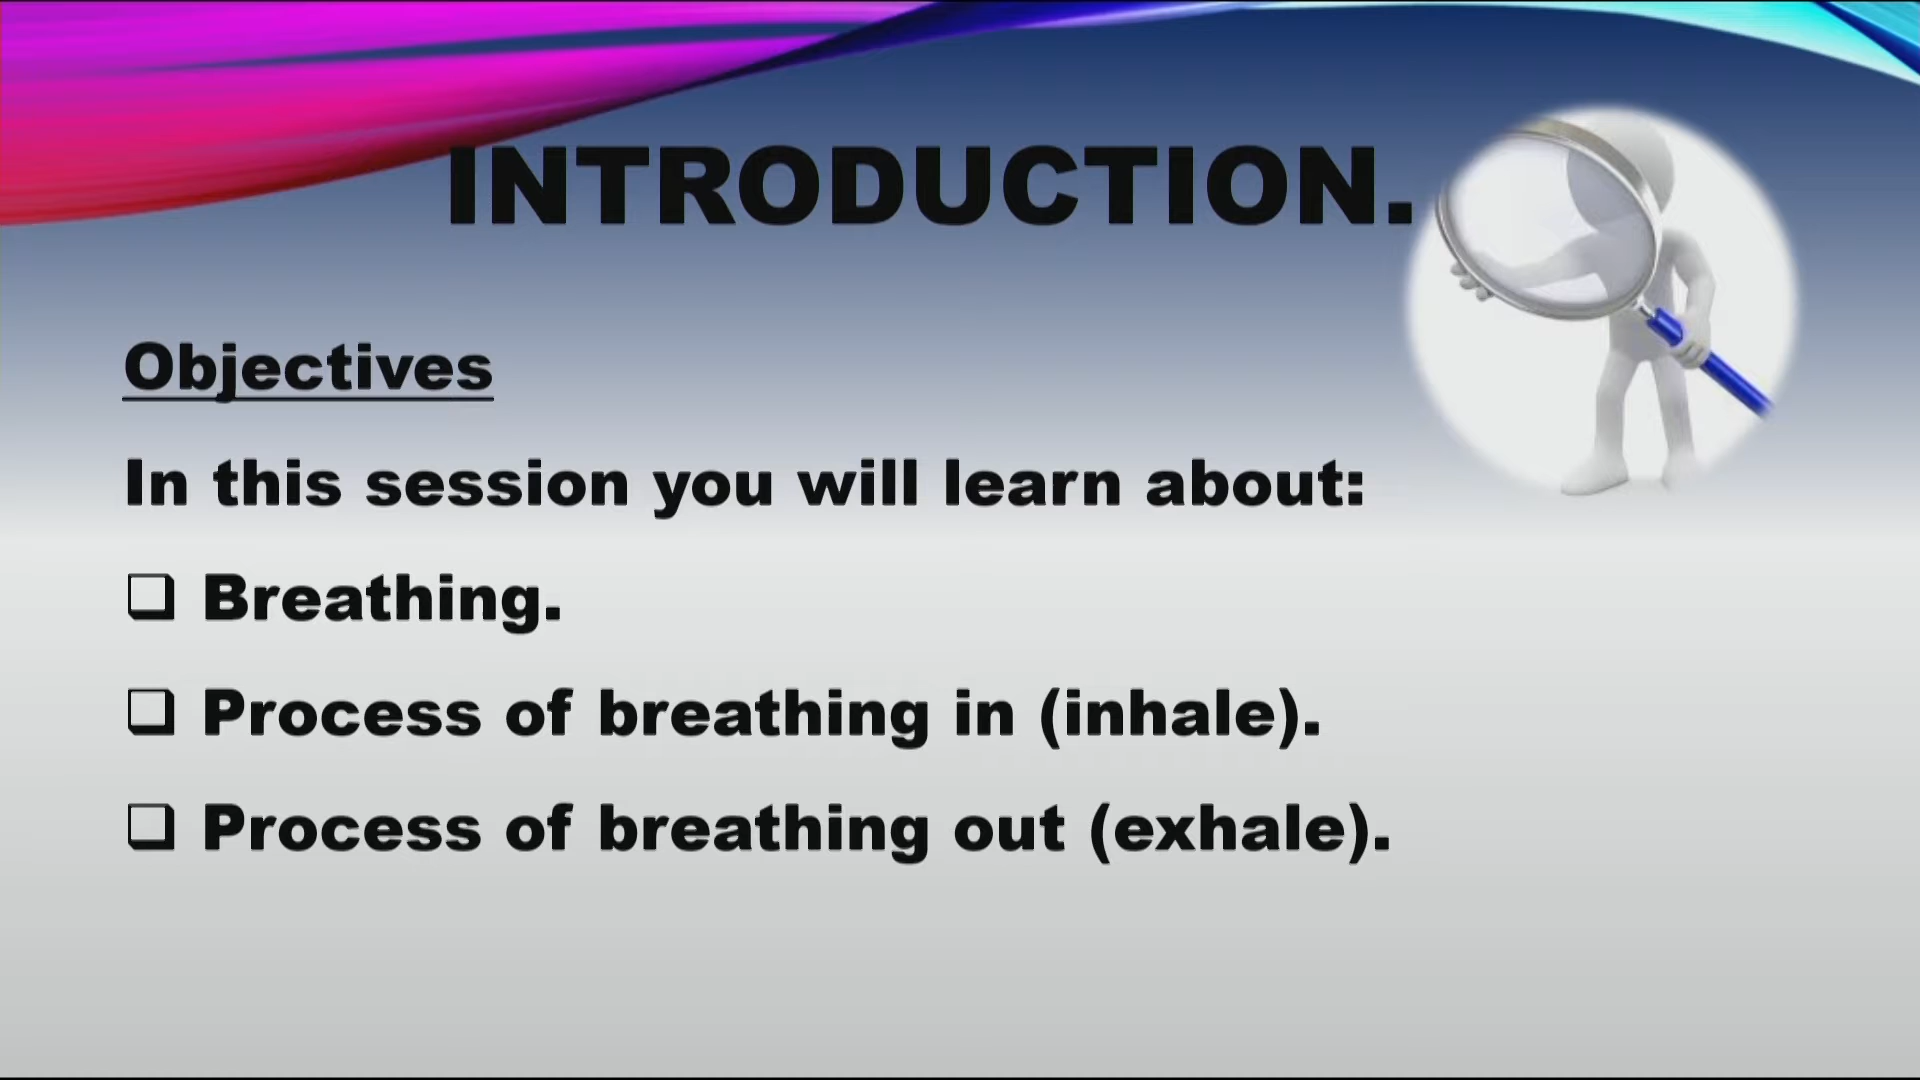 INTRODUCTION.
Objectives
In this session you will learn about:
❑ Breathing.
❑ Process of breathing in (inhale).
❑ Process of breathing out (exhale).